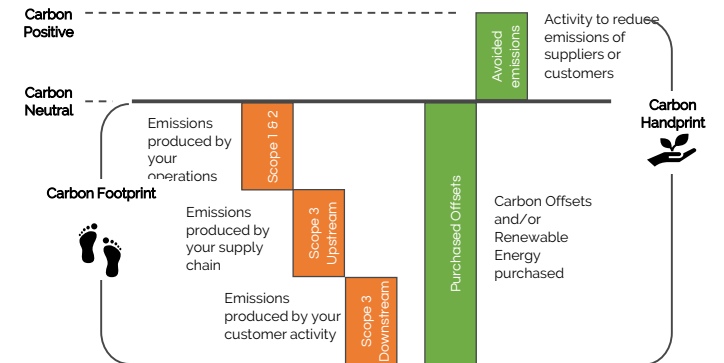 Carbon
Positive
Activity to reduce
emissions of
suppliers or
customers
Avoided
emissions
Carbon
Neutral
Carbon
Handprint
Emissions
produced by
your
operations
Scope 1 & 2
Carbon Footprint
Emissions
produced by
your supply
chain
Scope 3
Upstream
Purchased Offsets
Carbon Offsets
and/or
Renewable
Energy
purchased
Emissions
produced by your
customer activity
Scope 3
Downstream